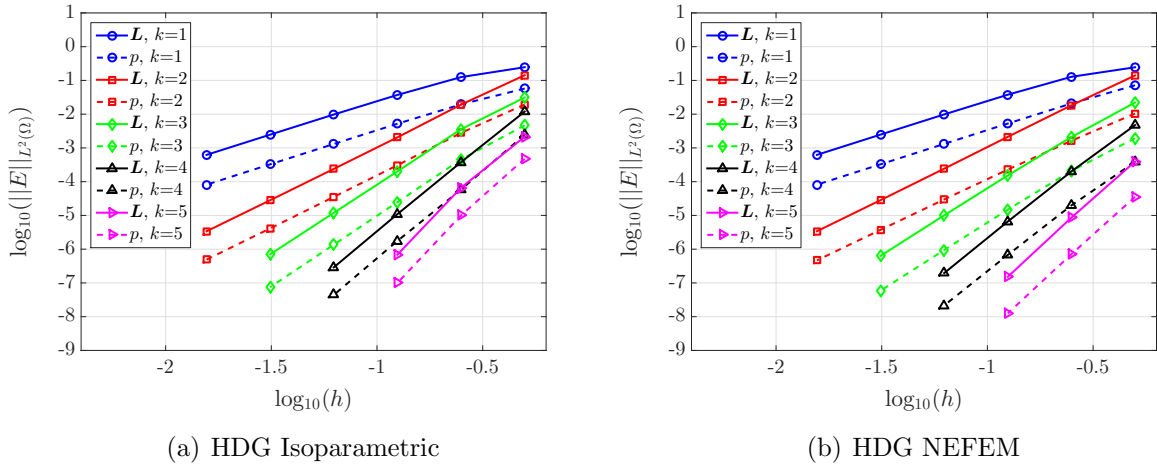 1
0
-1
-2
-3
-4
-5
-6
-7
-8
-9
-2
-1.5
-1
-0.5
log10(h)
log10(||E||L2(Ω))
L, k=1
p, k=1
L, k=2
p, k=2
L, k=3
p, k=3
L, k=4
p, k=4
L, k=5
p, k=5
(a) HDG Isoparametric
1
0
-1
-2
-3
-4
-5
-6
-7
-8
-9
-2
-1.5
-1
-0.5
log10(h)
log10(||E||L2(Ω))
L, k=1
p, k=1
L, k=2
p, k=2
L, k=3
p, k=3
L, k=4
p, k=4
L, k=5
p, k=5
(b) HDG NEFEM